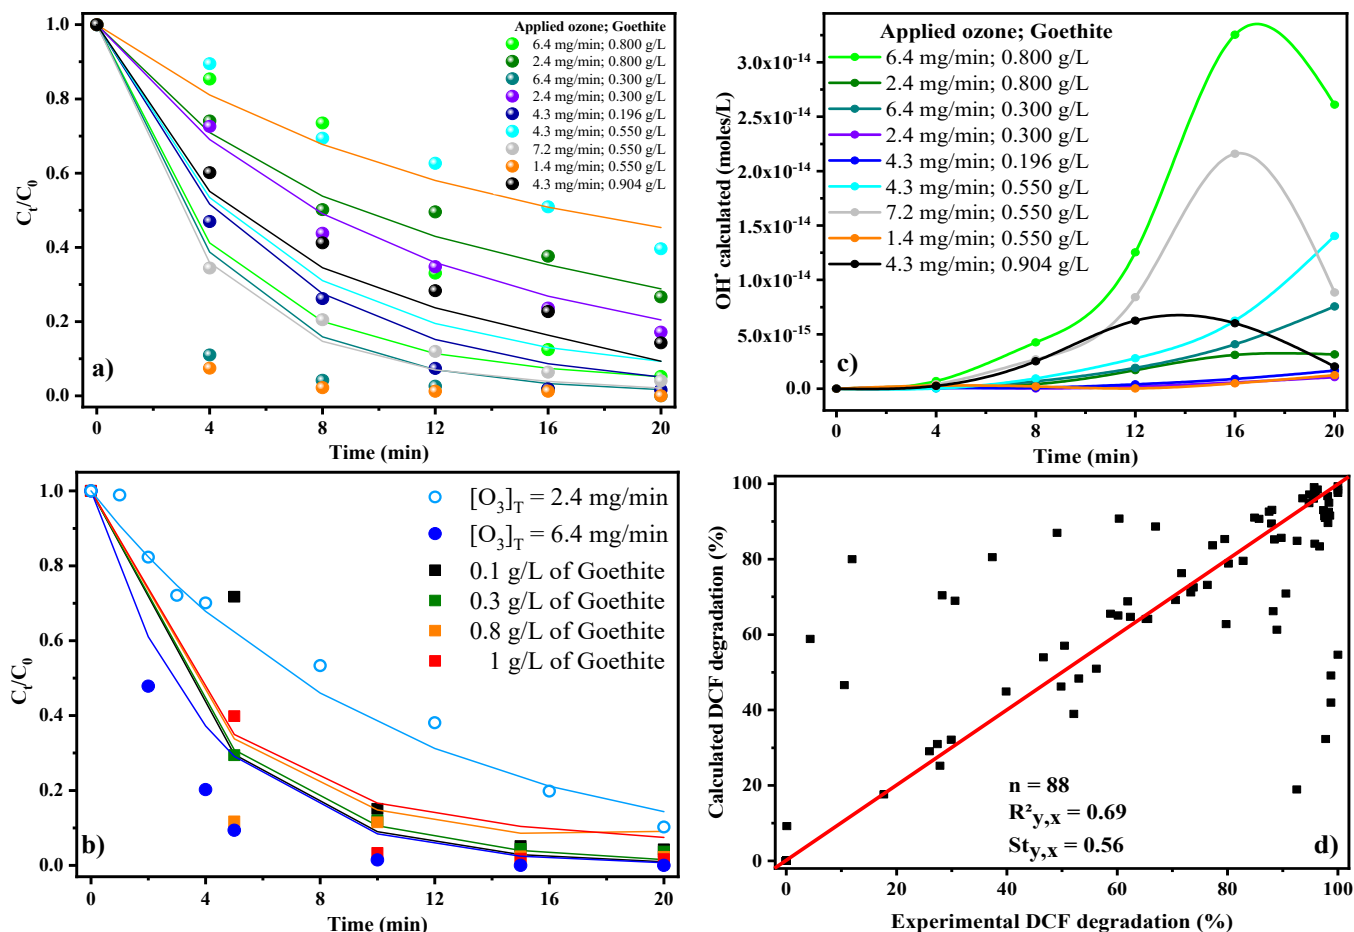 a)
1.0
0.8
0.6
0.4
0.2
0.0
Cₜ/C₀
0 4 8 12 16 20
Time (min)
Applied ozone; Goethite
6.4 mg/min; 0.800 g/L
2.4 mg/min; 0.800 g/L
6.4 mg/min; 0.300 g/L
2.4 mg/min; 0.300 g/L
4.3 mg/min; 0.196 g/L
4.3 mg/min; 0.550 g/L
7.2 mg/min; 0.550 g/L
1.4 mg/min; 0.550 g/L
4.3 mg/min; 0.904 g/L
c)
3.0x10⁻¹⁴
2.5x10⁻¹⁴
2.0x10⁻¹⁴
1.5x10⁻¹⁴
1.0x10⁻¹⁴
5.0x10⁻¹⁵
0.0
OH• calculated (moles/L)
0 4 8 12 16 20
Time (min)
Applied ozone; Goethite
6.4 mg/min; 0.800 g/L
2.4 mg/min; 0.800 g/L
6.4 mg/min; 0.300 g/L
2.4 mg/min; 0.300 g/L
4.3 mg/min; 0.196 g/L
4.3 mg/min; 0.550 g/L
7.2 mg/min; 0.550 g/L
1.4 mg/min; 0.550 g/L
4.3 mg/min; 0.904 g/L
b)
1.0
0.8
0.6
0.4
0.2
0.0
Cₜ/C₀
0 4 8 12 16 20
Time (min)
[O₃]T = 2.4 mg/min
[O₃]T = 6.4 mg/min
0.1 g/L of Goethite
0.3 g/L of Goethite
0.8 g/L of Goethite
1 g/L of Goethite
d)
100
80
60
40
20
0
Calculated DCF degradation (%)
0 20 40 60 80 100
Experimental DCF degradation (%)
n = 88
R²y,x = 0.69
Sty,x = 0.56